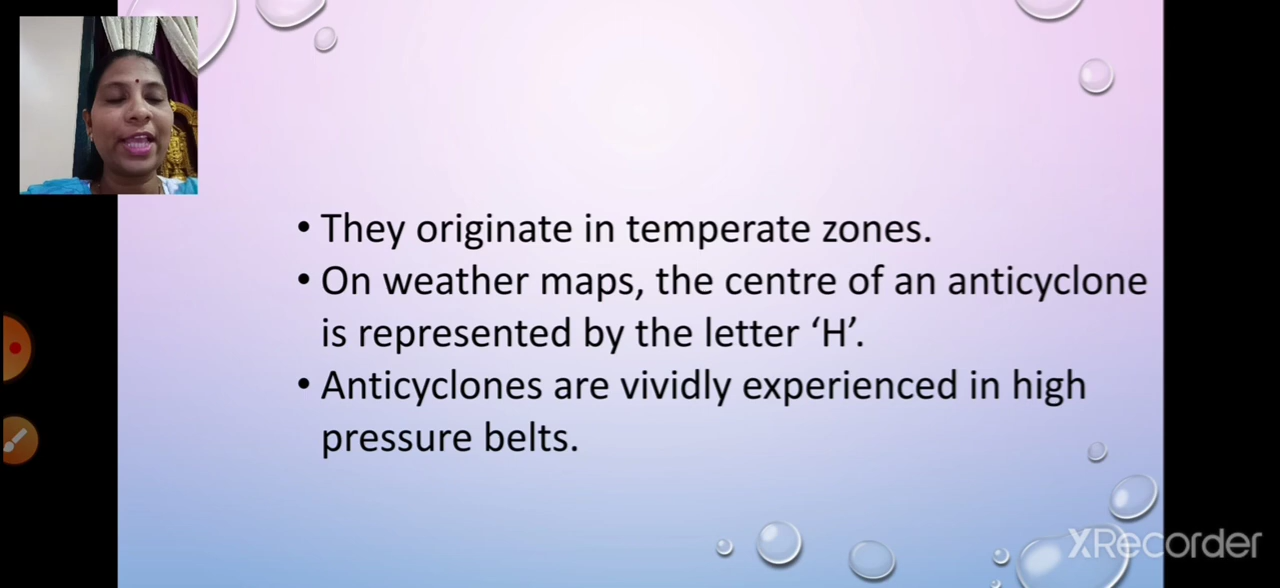 • They originate in temperate zones.
• On weather maps, the centre of an anticyclone
is represented by the letter ‘H’.
• Anticyclones are vividly experienced in high
pressure belts.
XRecorder